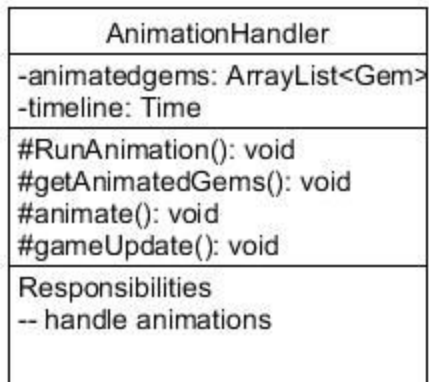 AnimationHandler
-animatedgems: ArrayList<Gem>
-timeline: Time
#RunAnimation(): void
#getAnimatedGems(): void
#animate(): void
#gameUpdate(): void
Responsibilities
-- handle animations